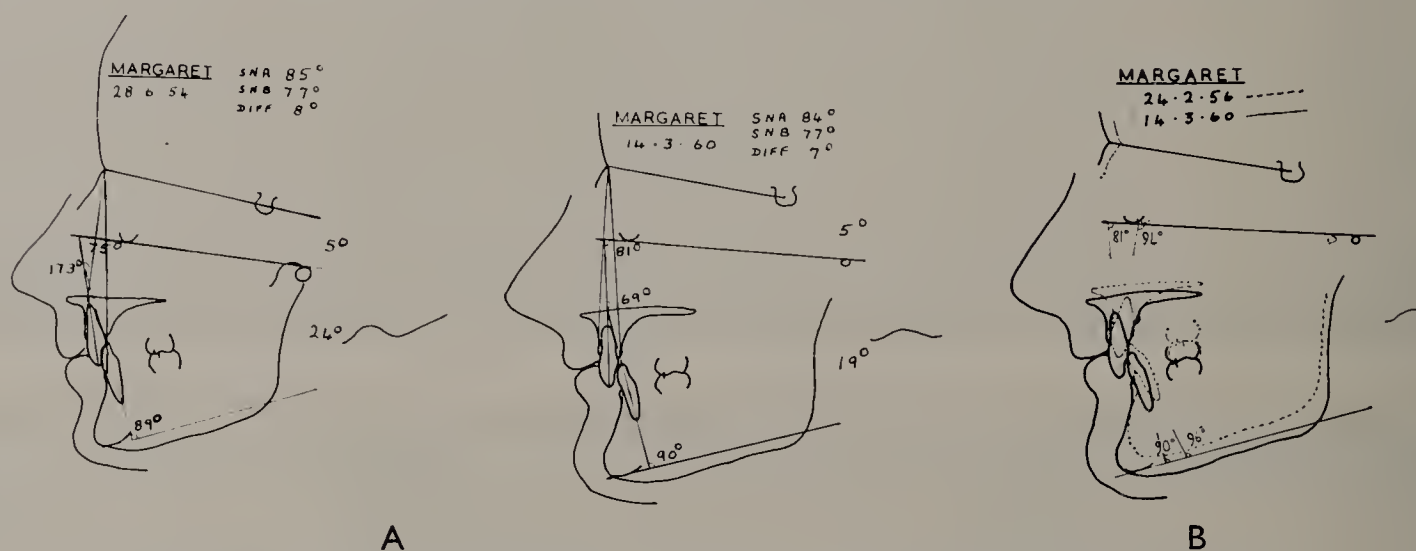 MARGARET
28 6 54
SNA 85°
SNB 77°
DIFF 8°
75°
5°
173°
24°
89°
MARGARET
14·3·60
SNA 84°
SNB 77°
DIFF 7°
81°
5°
69°
19°
90°
A
MARGARET
24·2·56
14·3·60
81°
90°
B